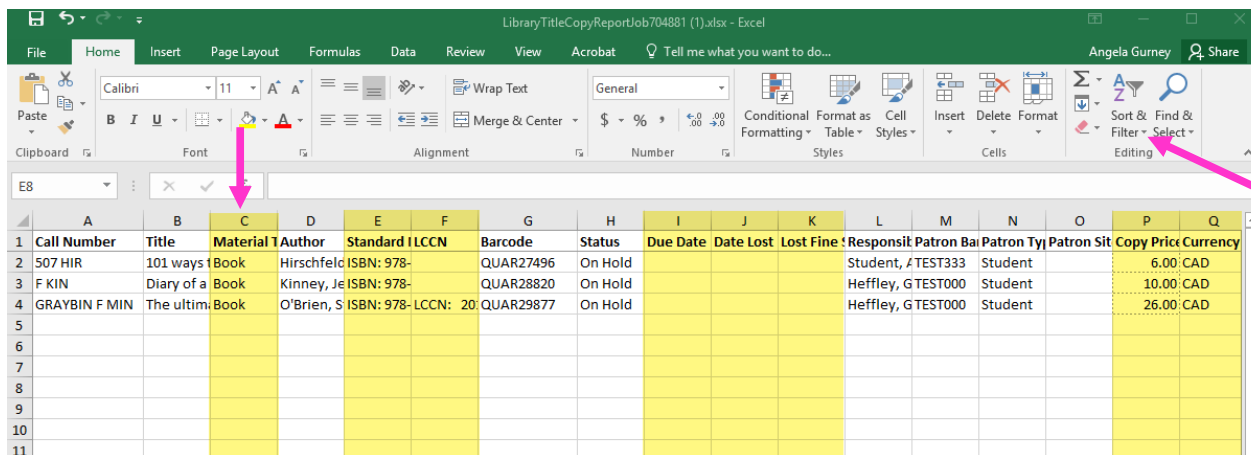 LibraryTitleCopyReportJob704881 (1).xlsx - Excel
File Home Insert Page Layout Formulas Data Review View Acrobat Tell me what you want to do... Angela Gurney Share
Calibri 11 A A Wrap Text General Σ A Z
Paste B I U A Merge & Center $ % , .00 .0 Conditional Formatting Format as Table Cell Styles Insert Delete Format Sort & Filter Find & Select
Clipboard Font Alignment Number Styles Cells Editing
E8
A B C D E F G H I J K L M N O P Q
1 Call Number Title Material T Author Standard I LCCN Barcode Status Due Date Date Lost Lost Fine Responsib Patron Ba Patron Ty Patron Sit Copy Price Currency
2 507 HIR 101 ways t Book Hirschfeld ISBN: 978- QUAR27496 On Hold Student, A TEST333 Student 6.00 CAD
3 F KIN Diary of a Book Kinney, Je ISBN: 978- QUAR28820 On Hold Heffley, G TEST000 Student 10.00 CAD
4 GRAYBIN F MIN The ultim Book O'Brien, S ISBN: 978- LCCN: 20 QUAR29877 On Hold Heffley, G TEST000 Student 26.00 CAD
5
6
7
8
9
10
11